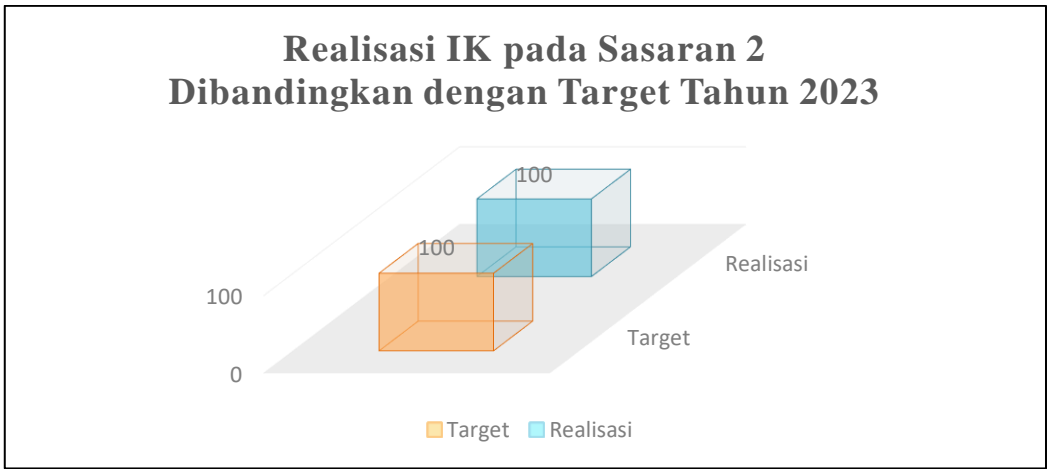 Realisasi IK pada Sasaran 2
Dibandingkan dengan Target Tahun 2023
100
100
Realisasi
100
Target
0
Target Realisasi